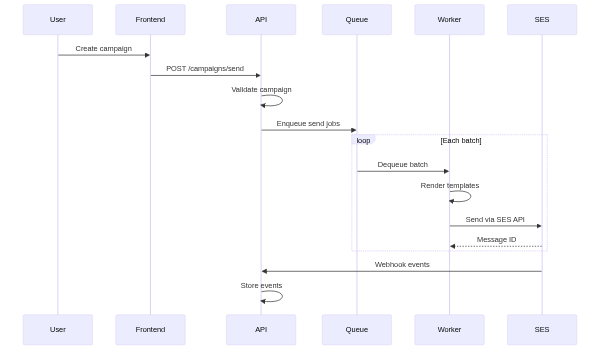 User
Frontend
API
Queue
Worker
SES
Create campaign
POST /campaigns/send
Validate campaign
Enqueue send jobs
loop
[Each batch]
Dequeue batch
Render templates
Send via SES API
Message ID
Webhook events
Store events
User
Frontend
API
Queue
Worker
SES